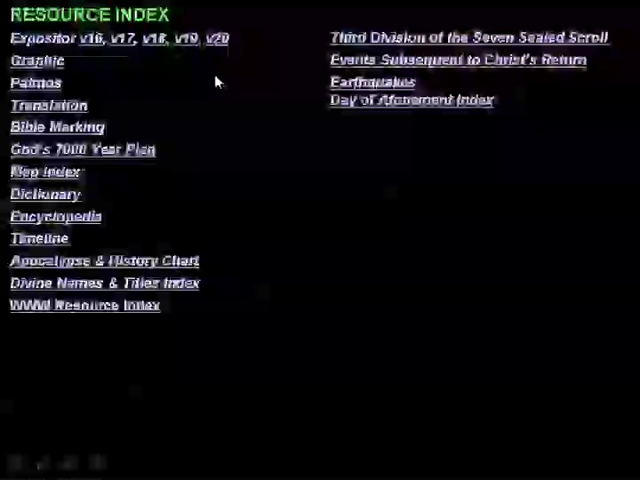 RESOURCE INDEX
Expositor v16, v17, v18, v19, v20
Graphic
Patmos
Translation
Bible Marking
God's 7000 Year Plan
Map Index
Dictionary
Encyclopedia
Timeline
Apocalypse & History Chart
Divine Names & Titles Index
WWW Resource Index
Third Division of the Seven Sealed Scroll
Events Subsequent to Christ's Return
Earthquakes
Day of Atonement Index